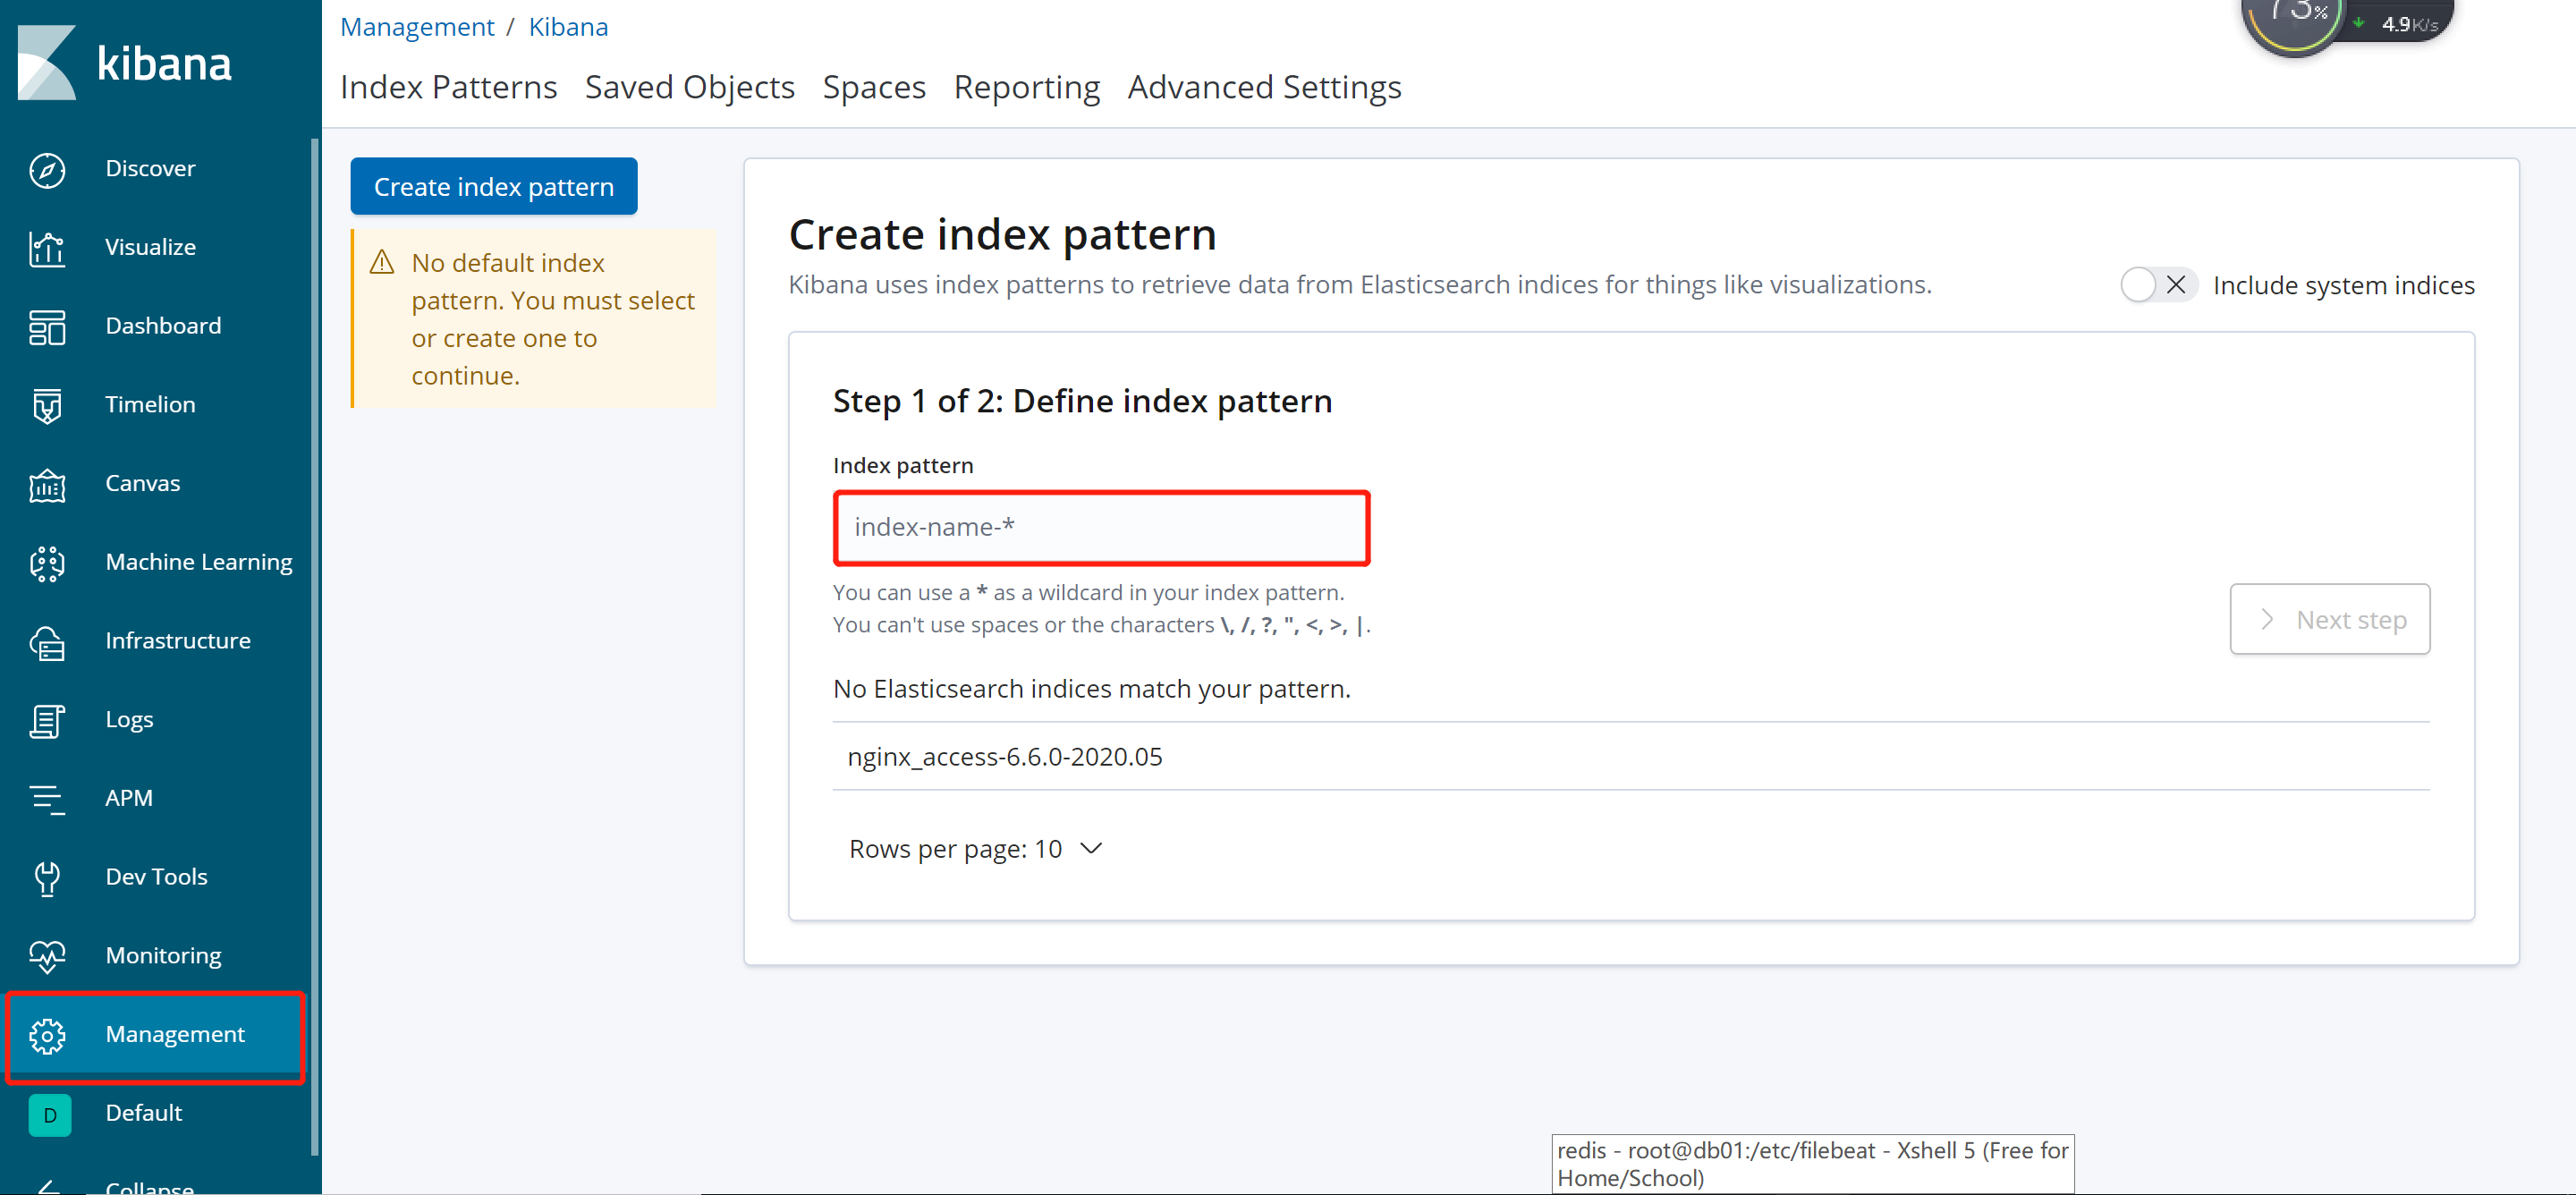 kibana
Discover
Visualize
Dashboard
Timelion
Canvas
Machine Learning
Infrastructure
Logs
APM
Dev Tools
Monitoring
Management
D Default
Collapse
Management / Kibana
Index Patterns Saved Objects Spaces Reporting Advanced Settings
73%
4.9K/s
Create index pattern
No default index
pattern. You must select
or create one to
continue.
Create index pattern
Kibana uses index patterns to retrieve data from Elasticsearch indices for things like visualizations.
Include system indices
Step 1 of 2: Define index pattern
Index pattern
index-name-*
You can use a * as a wildcard in your index pattern.
You can't use spaces or the characters \, /, ?, ", <, >, |.
Next step
No Elasticsearch indices match your pattern.
nginx_access-6.6.0-2020.05
Rows per page: 10
redis - root@db01:/etc/filebeat - Xshell 5 (Free for
Home/School)